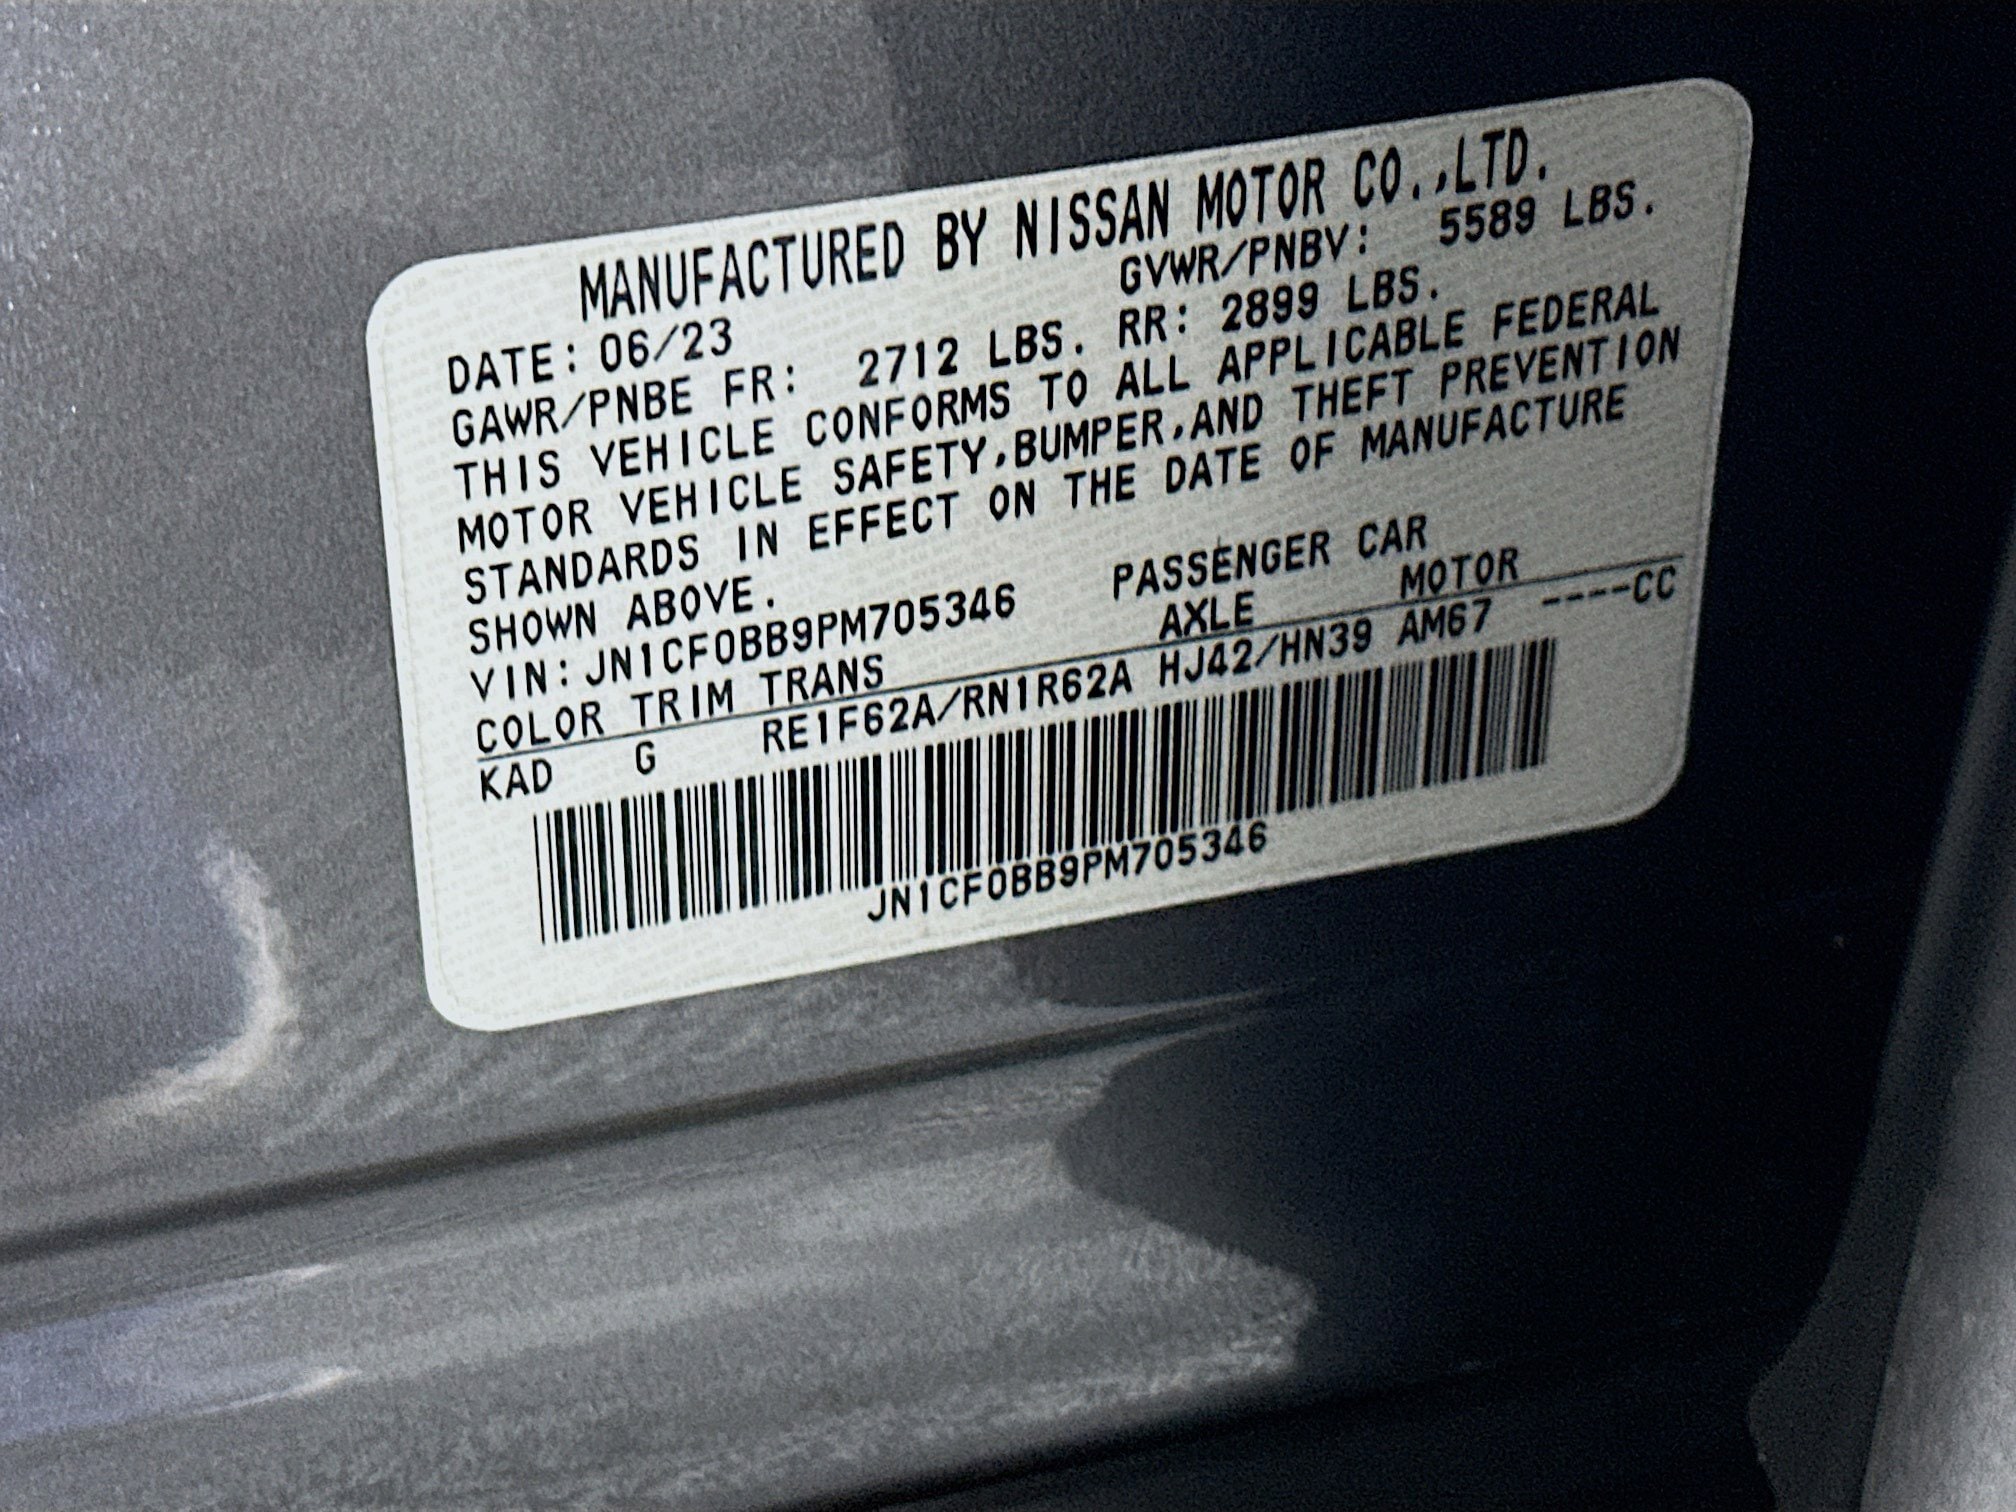 MANUFACTURED BY NISSAN MOTOR CO.,LTD.
DATE: 06/23 GVWR/PNBV: 5589 LBS.
GAWR/PNBE FR: 2712 LBS. RR: 2899 LBS.
THIS VEHICLE CONFORMS TO ALL APPLICABLE FEDERAL
MOTOR VEHICLE SAFETY,BUMPER,AND THEFT PREVENTION
STANDARDS IN EFFECT ON THE DATE OF MANUFACTURE
SHOWN ABOVE.
VIN: JN1CF0BB9PM705346 PASSENGER CAR
COLOR TRIM TRANS AXLE MOTOR
KAD G RE1F62A/RN1R62A HJ42/HN39 AM67 ----CC
JN1CF0BB9PM705346